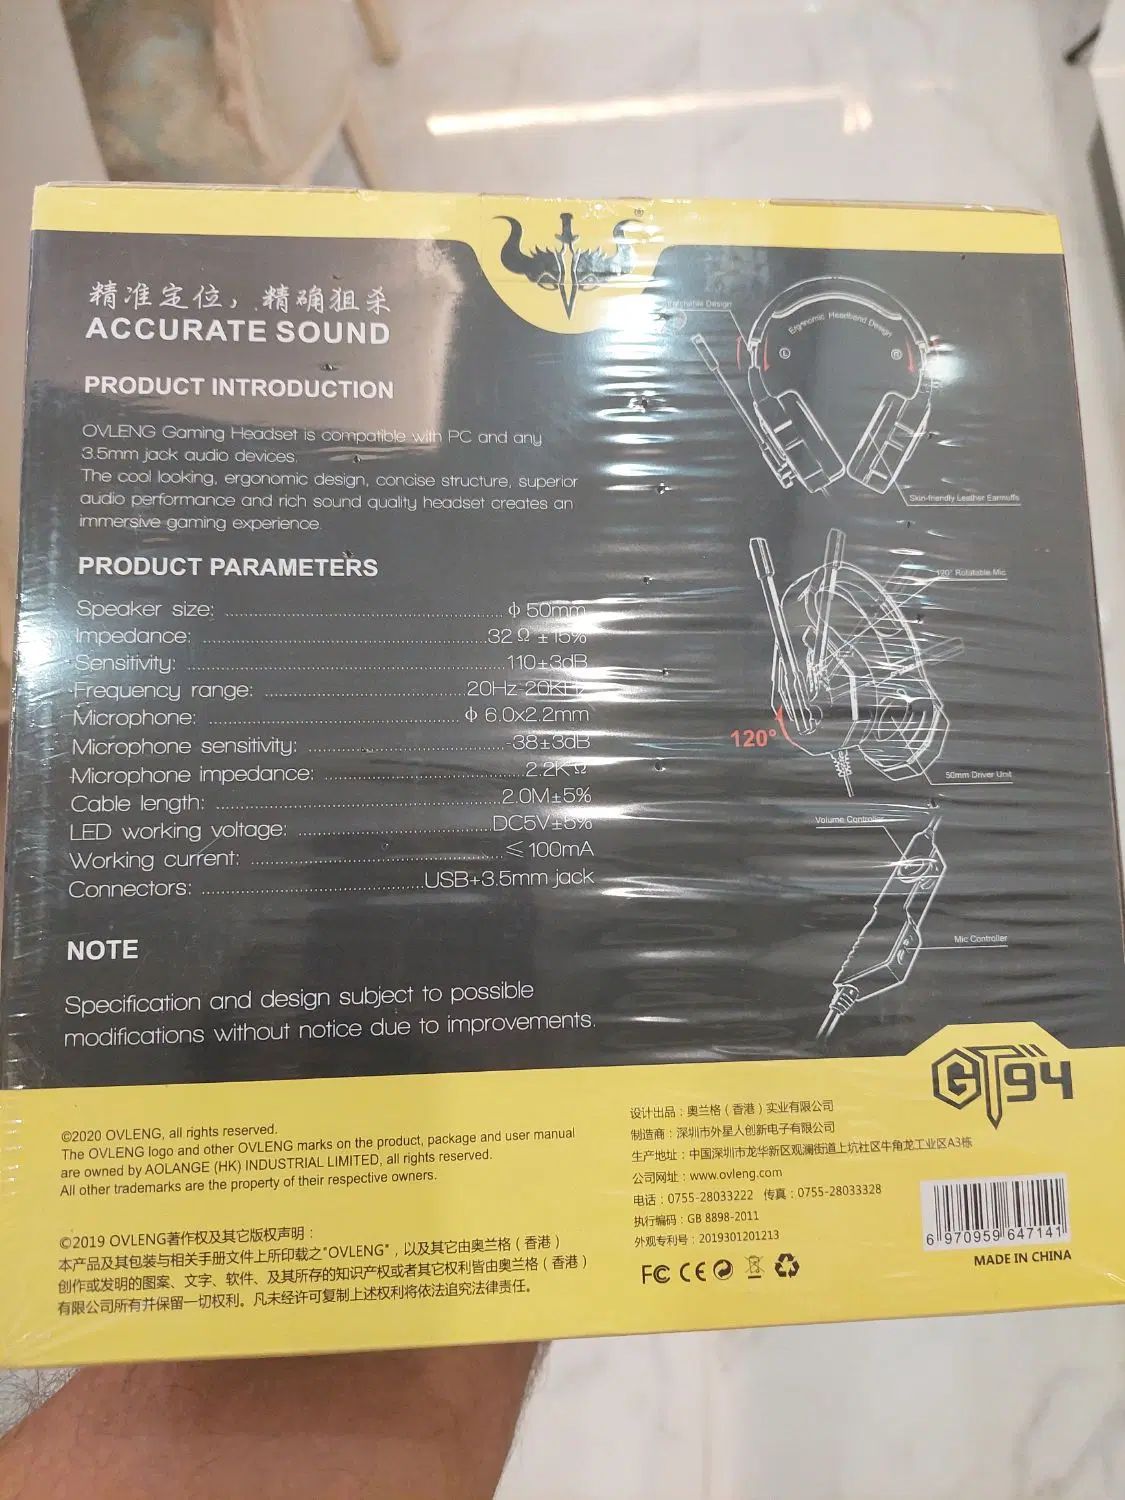 精准定位，精确狙杀
ACCURATE SOUND
PRODUCT INTRODUCTION
OVLENG Gaming Headset is compatible with PC and any
3.5mm jack audio devices.
The cool looking, ergonomic design, concise structure, superior
audio performance and rich sound quality headset creates an
immersive gaming experience.
PRODUCT PARAMETERS
Speaker size: ϕ 50mm
Impedance: 32Ω ±15%
Sensitivity: 110±3dB
Frequency range: 20Hz-20KHz
Microphone: ϕ 6.0x2.2mm
Microphone sensitivity: -38±3dB
Microphone impedance: 2.2KΩ
Cable length: 2.0M±5%
LED working voltage: DC5V±5%
Working current: ≤ 100mA
Connectors: USB+3.5mm jack
NOTE
Specification and design subject to possible
modifications without notice due to improvements.
Design
Ergonomic Headband Design
L
R
Skin-friendly Leather Earmuffs
120° Rotatable Mic
120°
50mm Driver Unit
Volume Controller
Mic Controller
GT94
©2020 OVLENG, all rights reserved.
The OVLENG logo and other OVLENG marks on the product, package and user manual
are owned by AOLANGE (HK) INDUSTRIAL LIMITED, all rights reserved.
All other trademarks are the property of their respective owners.
©2019 OVLENG著作权及其它版权声明：
本产品及其包装与相关手册文件上所印载之"OVLENG"，以及其它由奥兰格（香港）
创作或发明的图案、文字、软件、及其所存的知识产权或者其它权利皆由奥兰格（香港）
有限公司所有并保留一切权利。凡未经许可复制上述权利将依法追究法律责任。
设计出品：奥兰格（香港）实业有限公司
制造商：深圳市外星人创新电子有限公司
生产地址：中国深圳市龙华新区观澜街道上坑社区牛角龙工业区A3栋
公司网址：www.ovleng.com
电话：0755-28033222 传真：0755-28033328
执行编码：GB 8898-2011
外观专利号：2019301201213
FC CE
6 970959 647141
MADE IN CHINA